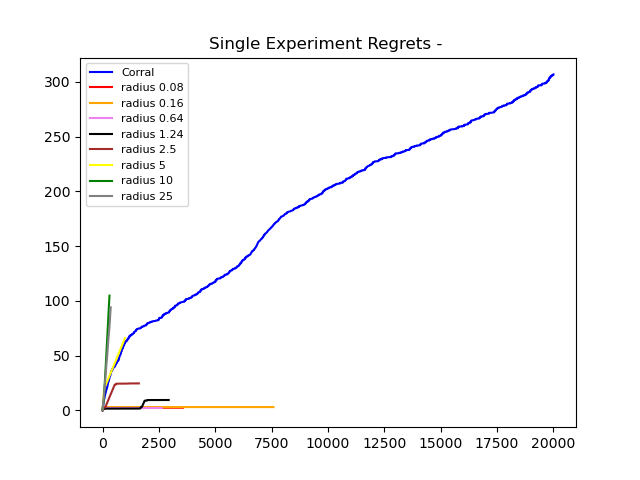 Single Experiment Regrets -
Corral
radius 0.08
radius 0.16
radius 0.64
radius 1.24
radius 2.5
radius 5
radius 10
radius 25
300
250
200
150
100
50
0
0 2500 5000 7500 10000 12500 15000 17500 20000